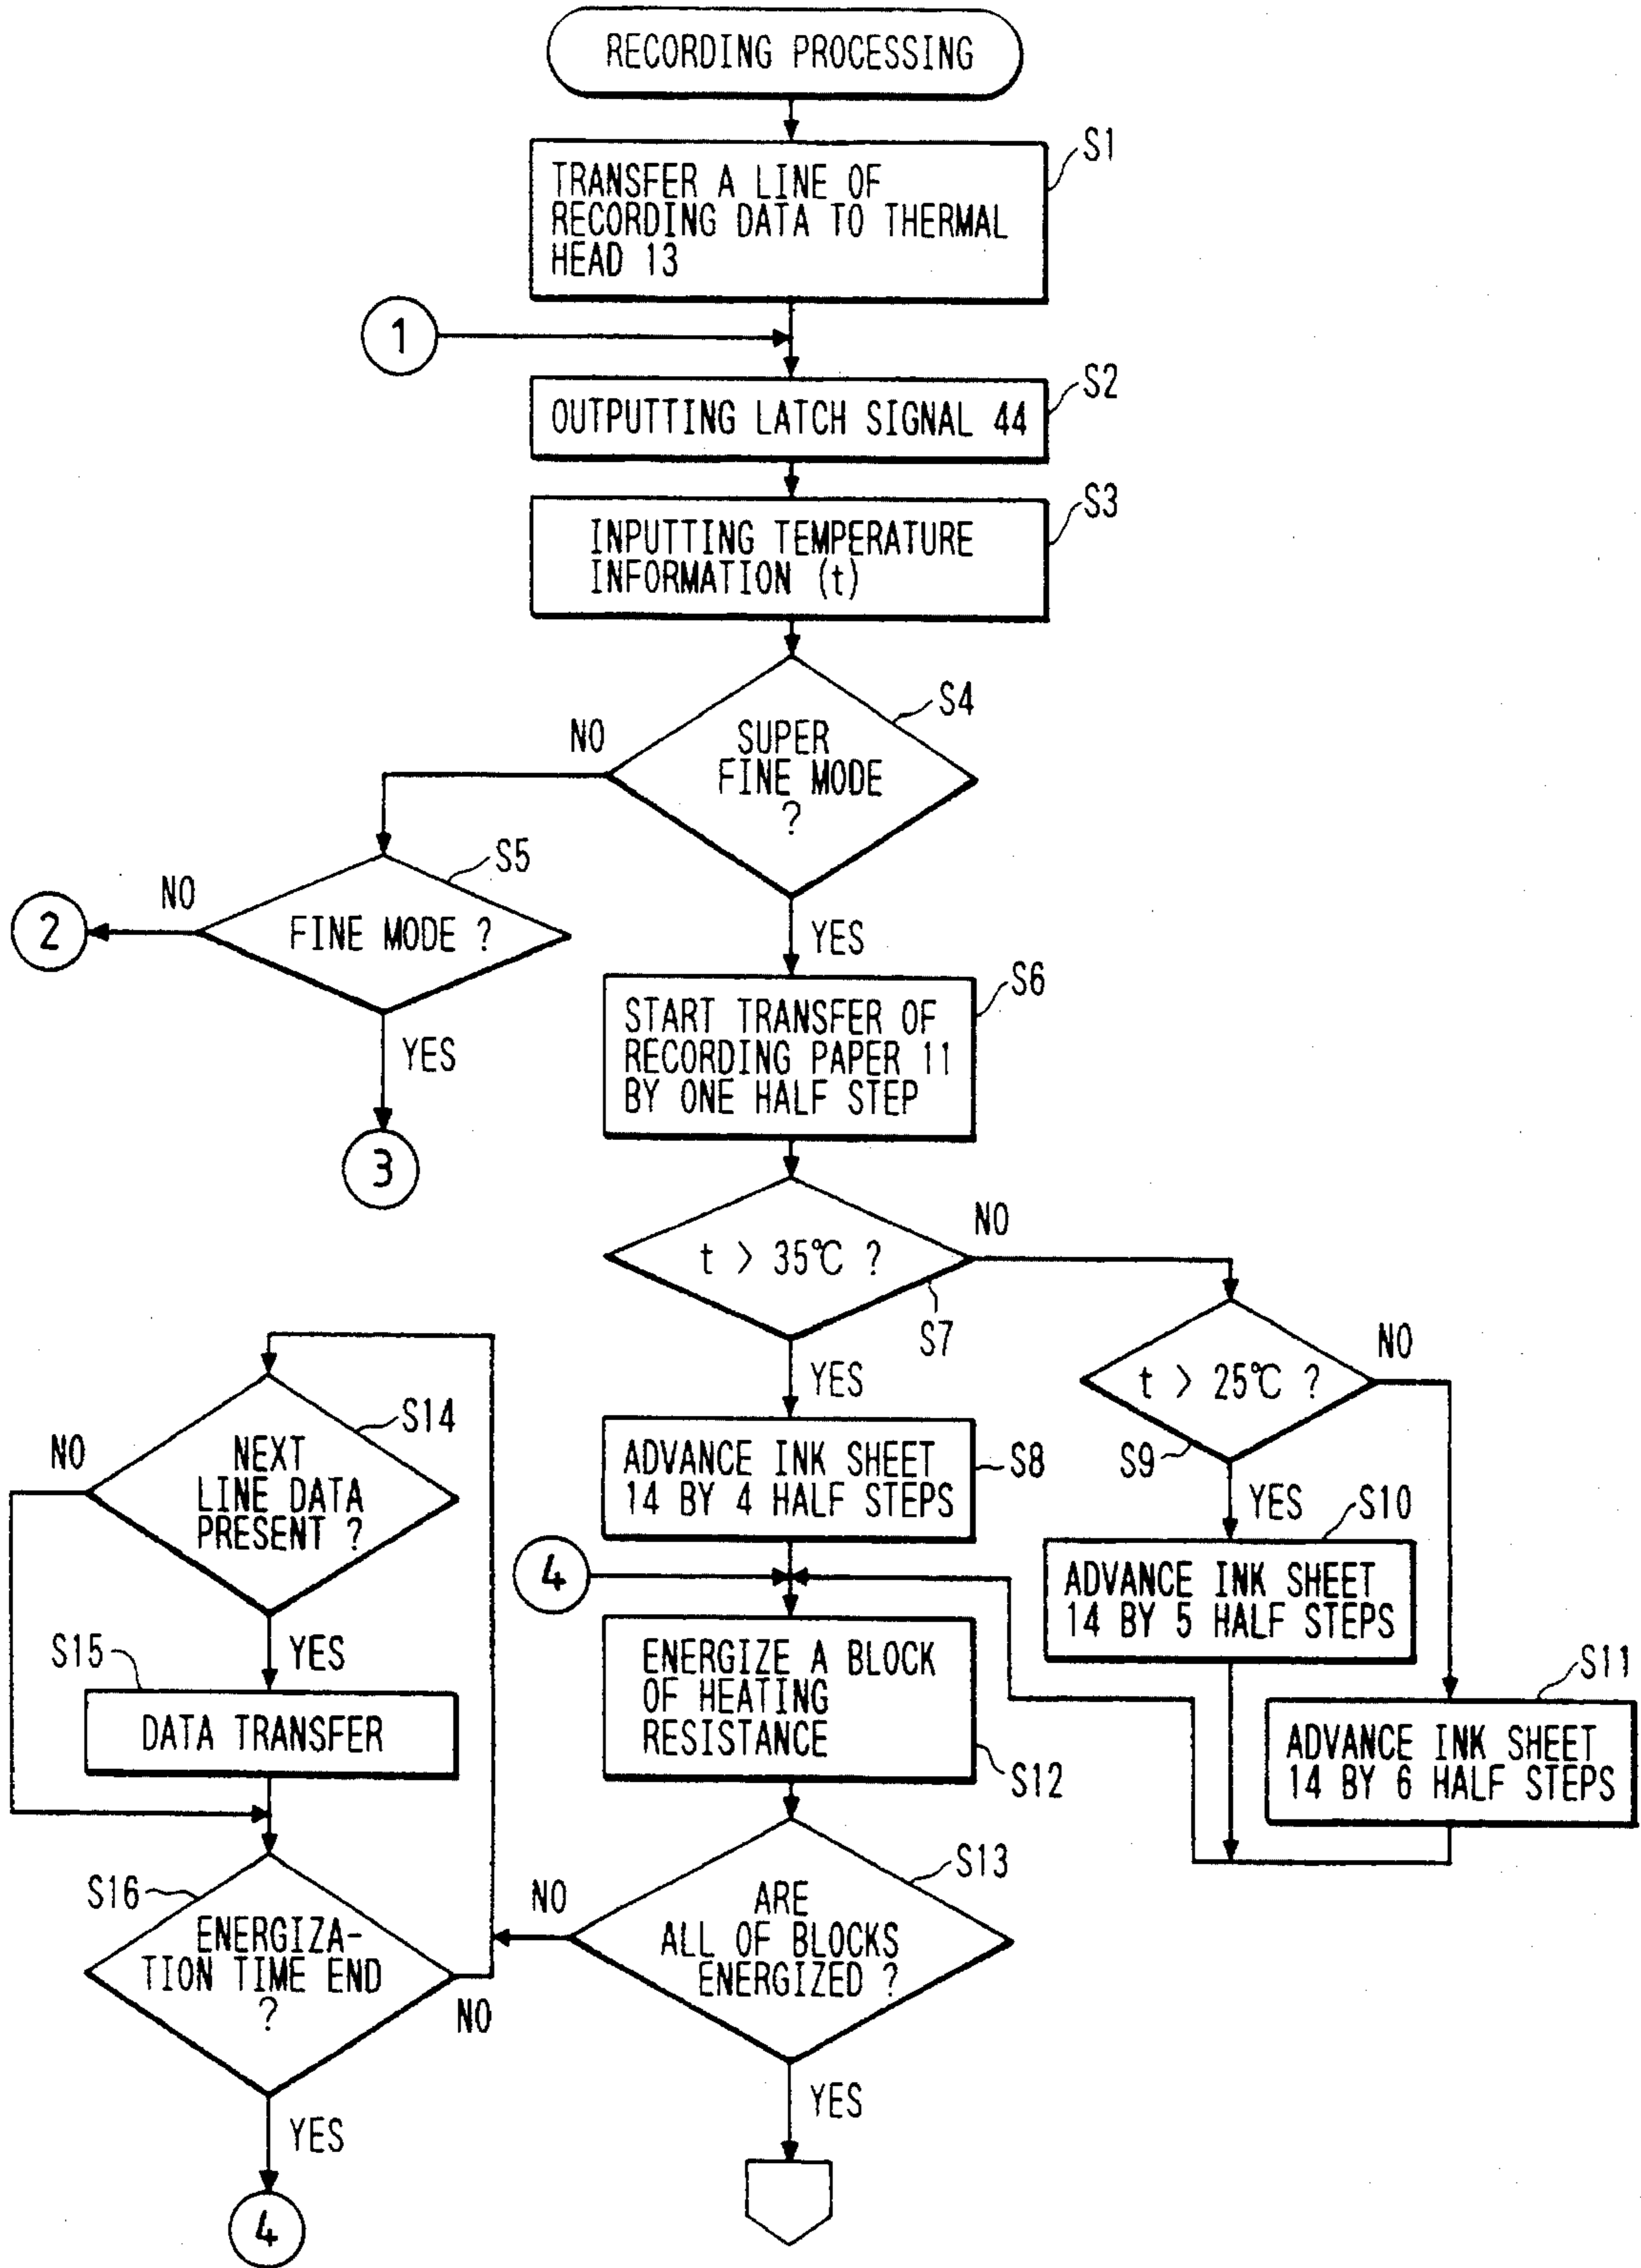 RECORDING PROCESSING
S1
TRANSFER A LINE OF
RECORDING DATA TO THERMAL
HEAD 13
1
S2
OUTPUTTING LATCH SIGNAL 44
S3
INPUTTING TEMPERATURE
INFORMATION (t)
S4
NO
SUPER
FINE MODE
?
S5
NO
2
FINE MODE ?
YES
YES
S6
START TRANSFER OF
RECORDING PAPER 11
BY ONE HALF STEP
3
NO
t > 35℃ ?
S7
YES
NO
t > 25℃ ?
S9
YES
S14
NO
NEXT
LINE DATA
PRESENT ?
S8
ADVANCE INK SHEET
14 BY 4 HALF STEPS
S10
ADVANCE INK SHEET
14 BY 5 HALF STEPS
4
YES
S15
DATA TRANSFER
ENERGIZE A BLOCK
OF HEATING
RESISTANCE
S12
S11
ADVANCE INK SHEET
14 BY 6 HALF STEPS
S16
ENERGIZA-
TION TIME END
?
NO
YES
4
S13
NO
ARE
ALL OF BLOCKS
ENERGIZED ?
YES